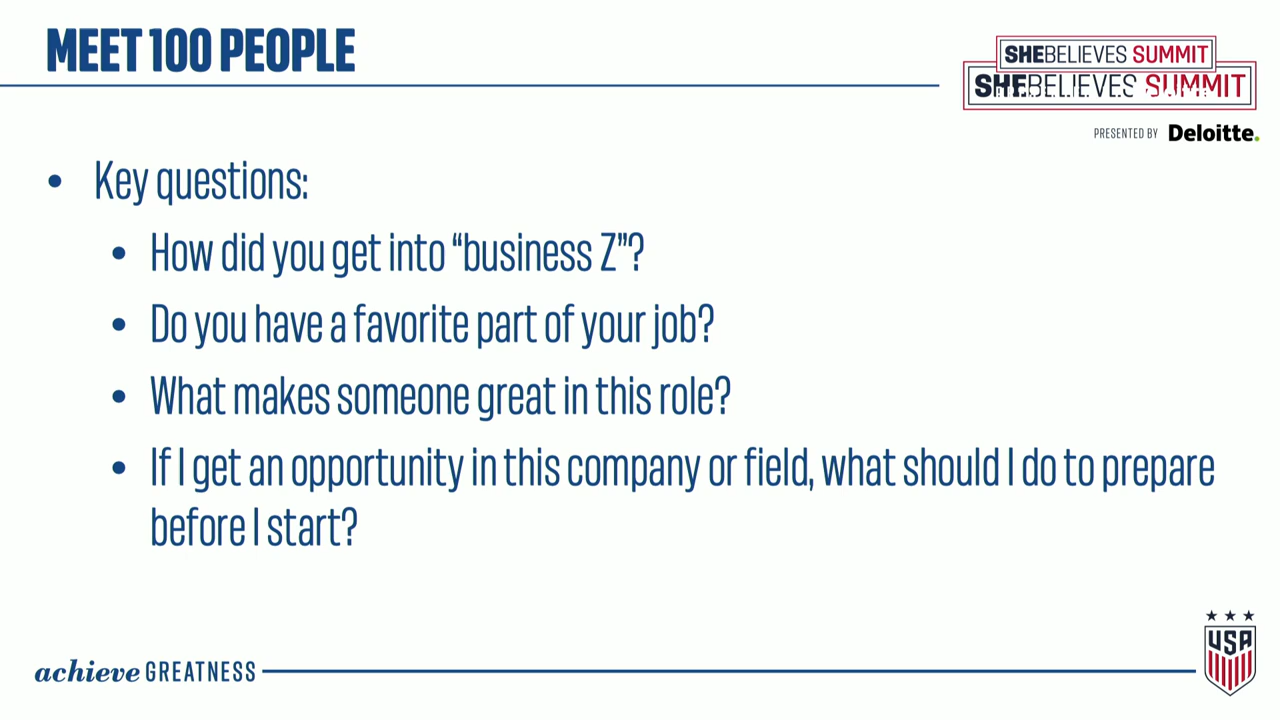 MEET 100 PEOPLE
SHEBELIEVES SUMMIT
SHEBELIEVES SUMMIT
PRESENTED BY Deloitte.
• Key questions:
• How did you get into “business Z”?
• Do you have a favorite part of your job?
• What makes someone great in this role?
• If I get an opportunity in this company or field, what should I do to prepare
before I start?
achieve GREATNESS
USA